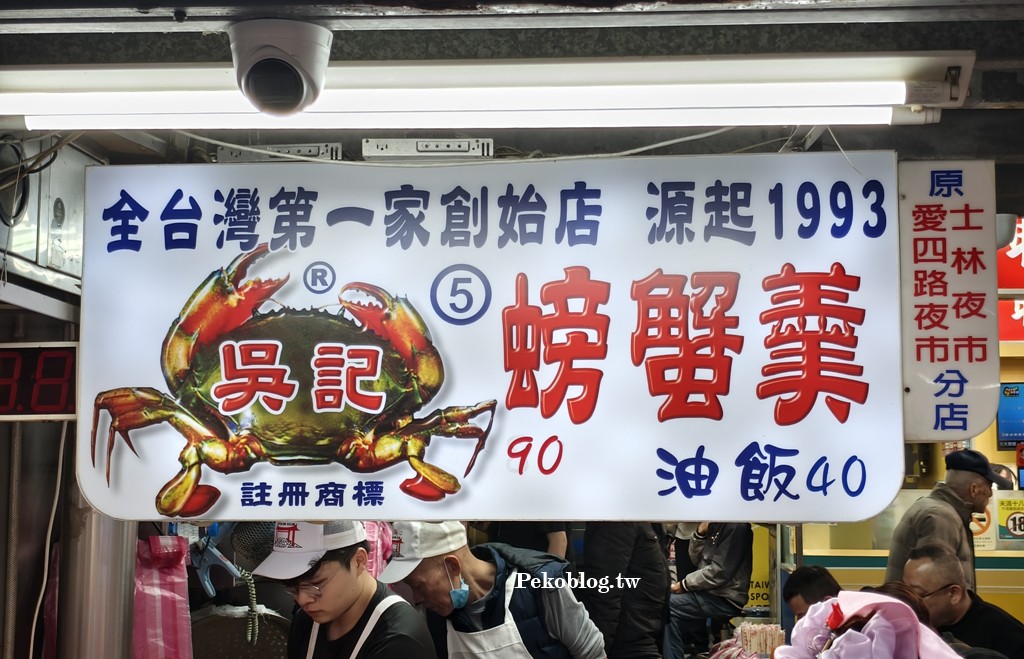 全台灣第一家創始店 源起1993
®
吳記
⑤
螃蟹羹
90
油飯40
註冊商標
原
士林夜市
愛四路夜市
分店
Pekoblog.tw